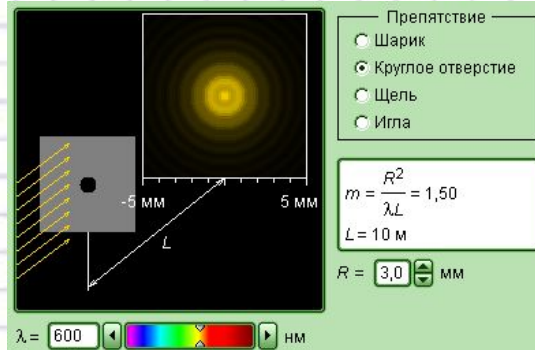 Препятствие
Шарик
Круглое отверстие
Щель
Игла
-5 мм
5 мм
L
m = R²/λL = 1,50
L = 10 м
R = 3,0 мм
λ = 600 нм